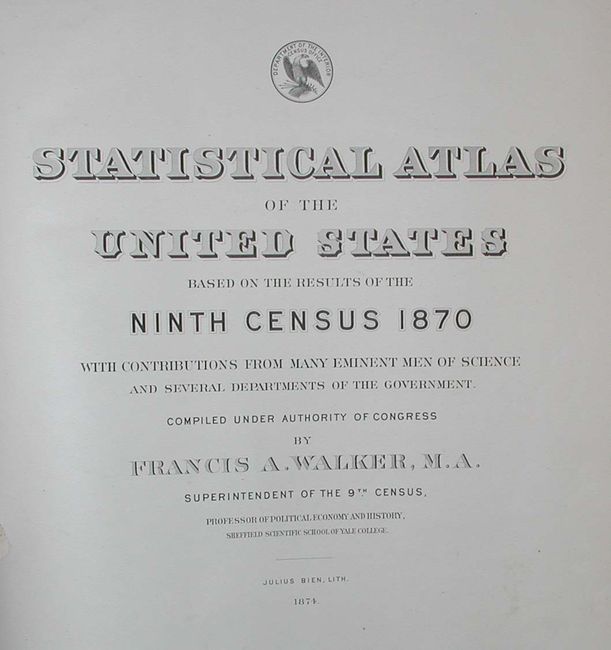 DEPARTMENT OF THE INTERIOR
CENSUS OFFICE
STATISTICAL ATLAS
OF THE
UNITED STATES
BASED ON THE RESULTS OF THE
NINTH CENSUS 1870
WITH CONTRIBUTIONS FROM MANY EMINENT MEN OF SCIENCE
AND SEVERAL DEPARTMENTS OF THE GOVERNMENT.
COMPILED UNDER AUTHORITY OF CONGRESS
BY
FRANCIS A. WALKER, M.A.
SUPERINTENDENT OF THE 9TH CENSUS,
PROFESSOR OF POLITICAL ECONOMY AND HISTORY,
SHEFFIELD SCIENTIFIC SCHOOL OF YALE COLLEGE.
JULIUS BIEN, LITH.
1874.